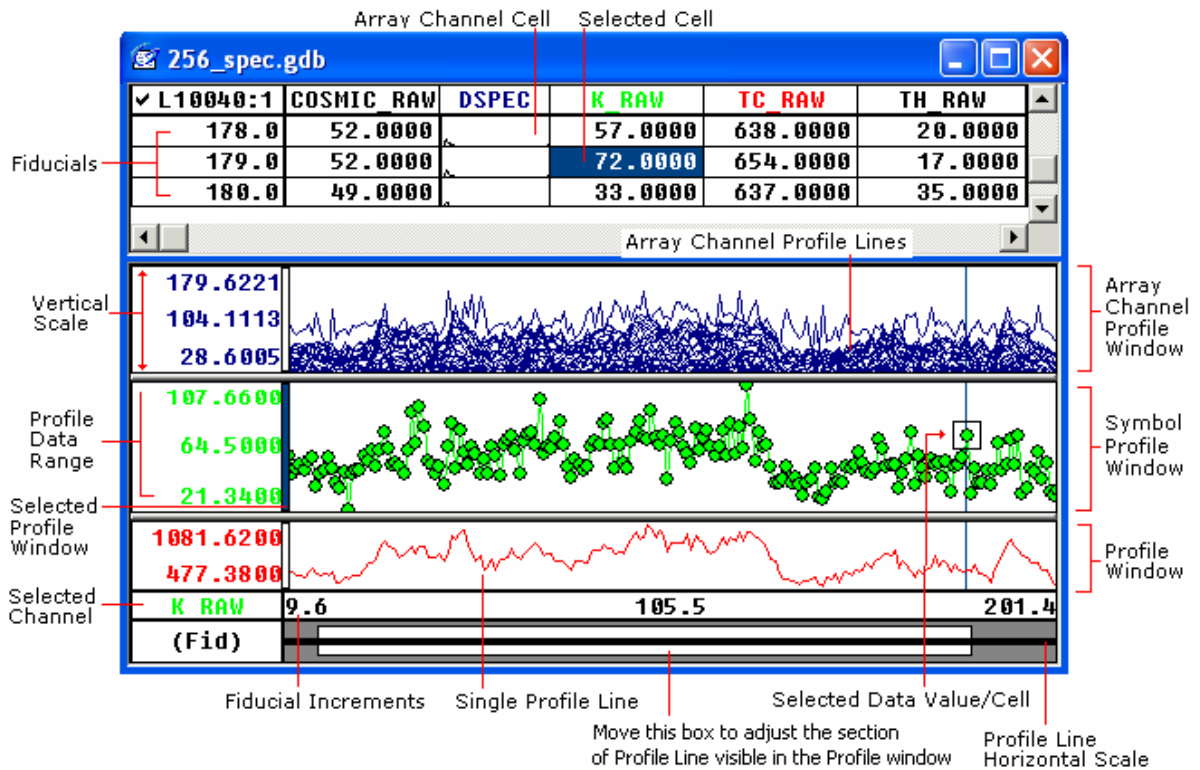 Array Channel Cell Selected Cell
256_spec.gdb
✓ L10040:1 COSMIC_RAW DSPEC K_RAW TC_RAW TH_RAW
178.0 52.0000 57.0000 638.0000 20.0000
Fiducials
179.0 52.0000 72.0000 654.0000 17.0000
180.0 49.0000 33.0000 637.0000 35.0000
Array Channel Profile Lines
Vertical
Scale
179.6221
104.1113
28.6005
Array
Channel
Profile
Window
Profile
Data
Range
107.6600
64.5000
21.3400
Symbol
Profile
Window
Selected
Profile
Window
1081.6200
477.3800
Profile
Window
Selected
Channel
K RAW 9.6 105.5 201.4
(Fid)
Fiducial Increments Single Profile Line Selected Data Value/Cell
Move this box to adjust the section
of Profile Line visible in the Profile window
Profile Line
Horizontal Scale